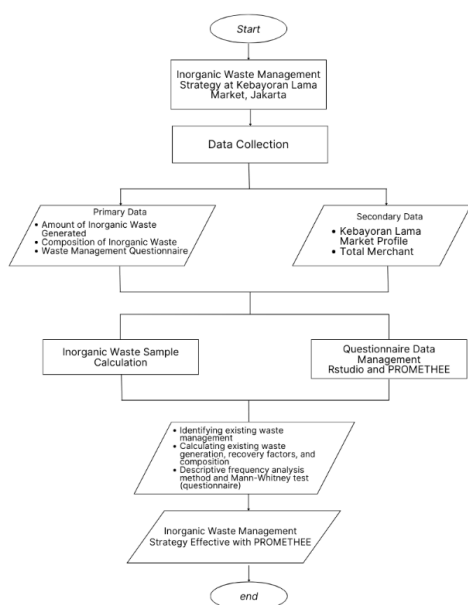 Start
Inorganic Waste Management
Strategy at Kebayoran Lama
Market, Jakarta
Data Collection
Primary Data
• Amount of Inorganic Waste
Generated
• Composition of Inorganic Waste
• Waste Management Questionnaire
Secondary Data
• Kebayoran Lama
Market Profile
• Total Merchant
Inorganic Waste Sample
Calculation
Questionnaire Data
Management
Rstudio and PROMETHEE
• Identifying existing waste
management
• Calculating existing waste
generation, recovery factors, and
composition
• Descriptive frequency analysis
method and Mann-Whitney test
(questionnaire)
Inorganic Waste Management
Strategy Effective with PROMETHEE
end